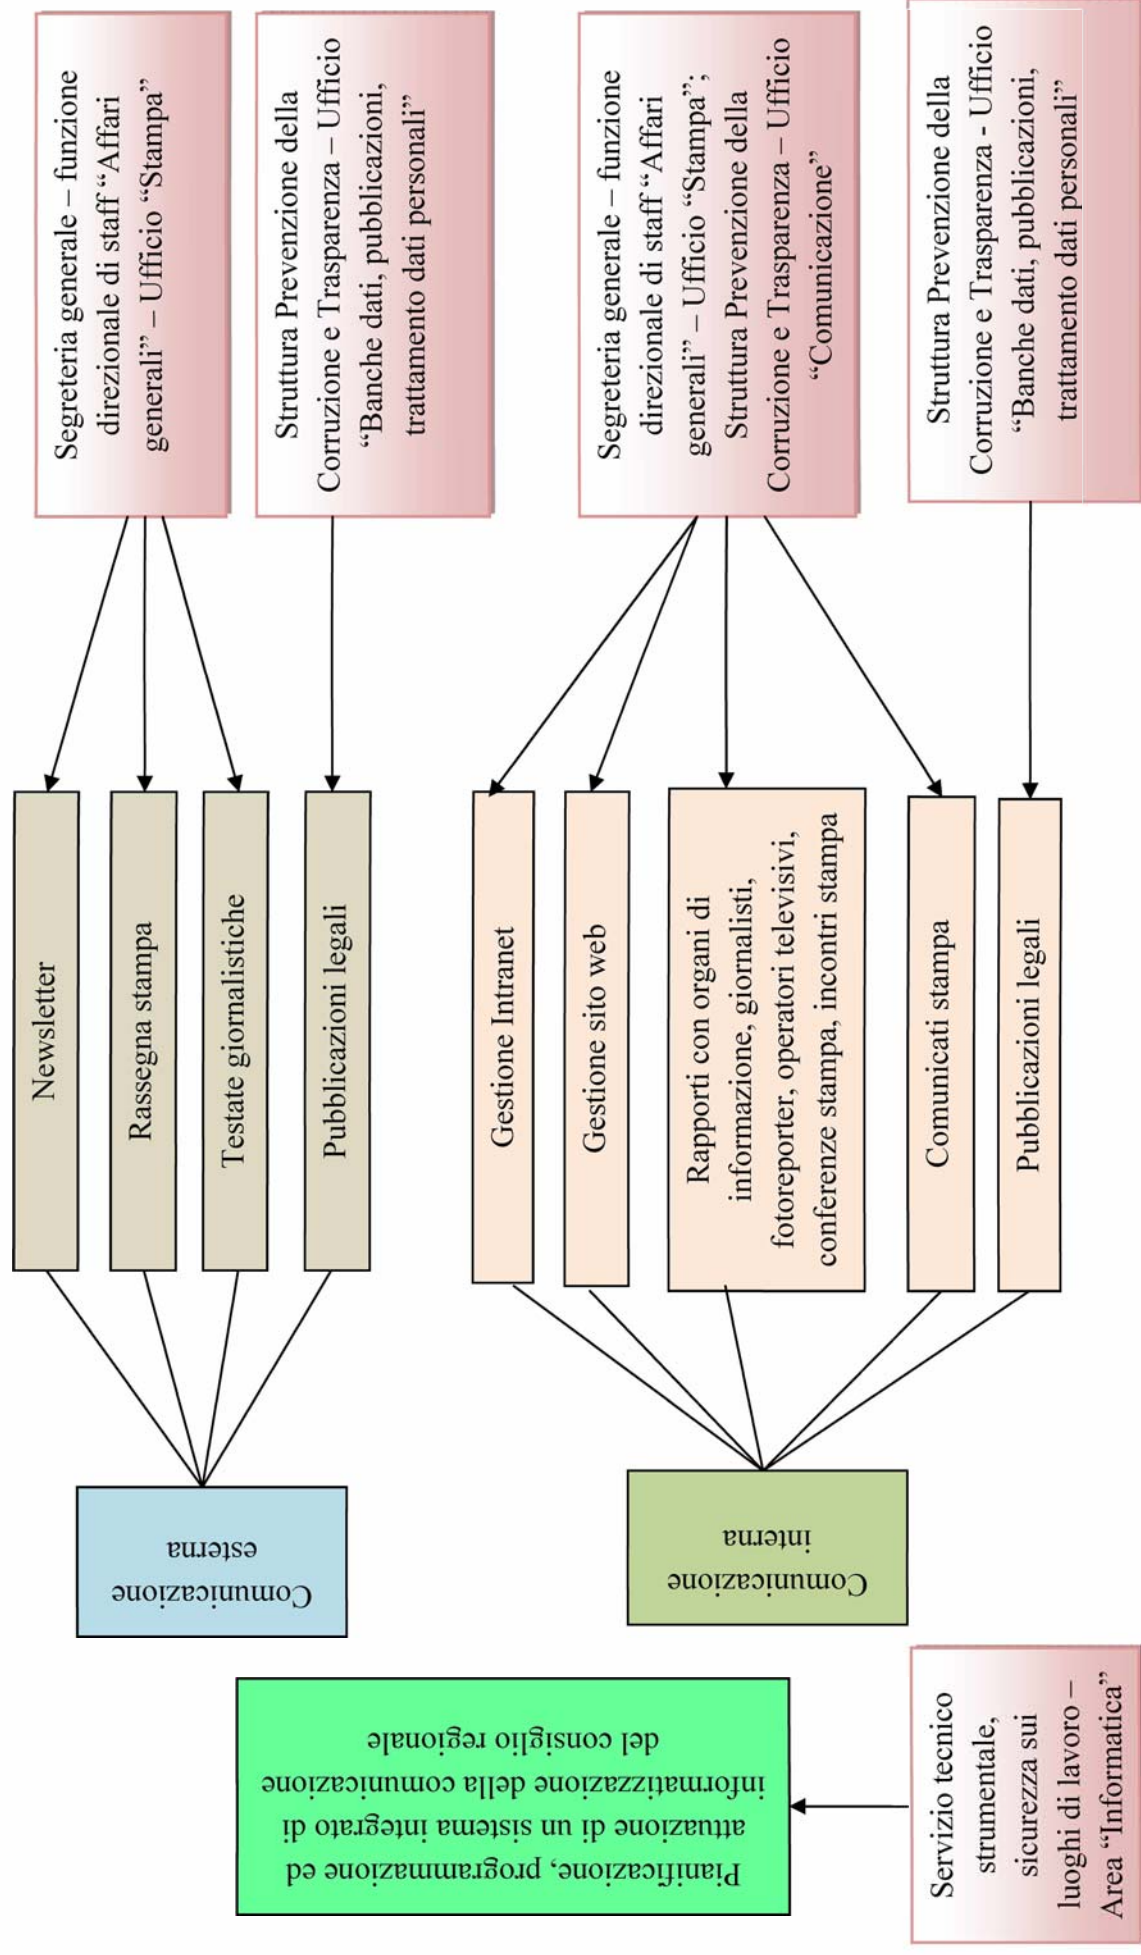 Segreteria generale – funzione
direzionale di staff “Affari
generali” – Ufficio “Stampa”
Struttura Prevenzione della
Corruzione e Trasparenza – Ufficio
“Banche dati, pubblicazioni,
trattamento dati personali”
Segreteria generale – funzione
direzionale di staff “Affari
generali” – Ufficio “Stampa”;
Struttura Prevenzione della
Corruzione e Trasparenza – Ufficio
“Comunicazione”
Struttura Prevenzione della
Corruzione e Trasparenza - Ufficio
“Banche dati, pubblicazioni,
trattamento dati personali”
Newsletter
Rassegna stampa
Testate giornalistiche
Pubblicazioni legali
Gestione Intranet
Gestione sito web
Rapporti con organi di
informazione, giornalisti,
fotoreporter, operatori televisivi,
conferenze stampa, incontri stampa
Comunicati stampa
Pubblicazioni legali
Comunicazione
esterna
Comunicazione
interna
Pianificazione, programmazione ed
attuazione di un sistema integrato di
informatizzazione della comunicazione
del consiglio regionale
Servizio tecnico
strumentale,
sicurezza sui
luoghi di lavoro –
Area “Informatica”